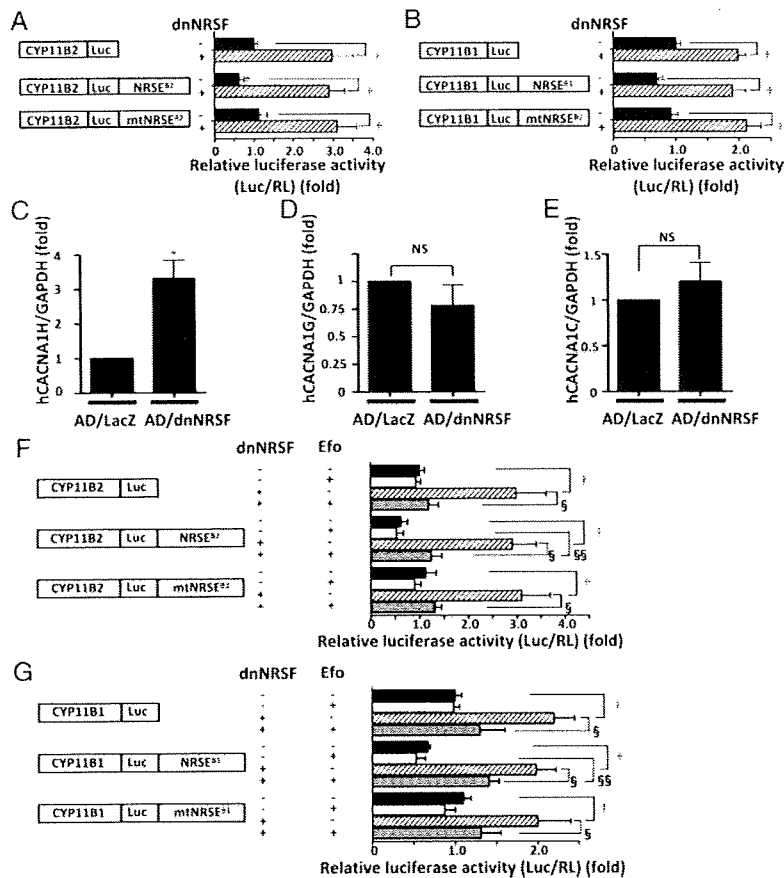 A
dnNRSF
CYP11B2 Luc
-
+
CYP11B2 Luc NRSE
-
+
CYP11B2 Luc mtNRSE
-
+
0 1.0 2.0 3.0 4.0
Relative luciferase activity
(Luc/RL) (fold)
B
dnNRSF
CYP11B1 Luc
-
+
CYP11B1 Luc NRSE
-
+
CYP11B1 Luc mtNRSE
-
+
0 1.0 2.0
Relative luciferase activity
(Luc/RL) (fold)
C
hCACNA1H/GAPDH (fold)
4
3
2
1
0
*
AD/LacZ AD/dnNRSF
D
hCACNA1G/GAPDH (fold)
NS
1
0.75
0.5
0.25
0
AD/LacZ AD/dnNRSF
E
hCACNA1C/GAPDH (fold)
NS
1.5
1
0.5
0
AD/LacZ AD/dnNRSF
F
dnNRSF Efo
CYP11B2 Luc
- -
- +
+ -
+ +
§
CYP11B2 Luc NRSE
- -
- +
+ -
+ +
§ §§
CYP11B2 Luc mtNRSE
- -
- +
+ -
+ +
§
0 1.0 2.0 3.0 4.0
Relative luciferase activity (Luc/RL) (fold)
G
dnNRSF Efo
CYP11B1 Luc
- -
- +
+ -
+ +
§
CYP11B1 Luc NRSE
- -
- +
+ -
+ +
§ §§
CYP11B1 Luc mtNRSE
- -
- +
+ -
+ +
§
0 1.0 2.0
Relative luciferase activity (Luc/RL) (fold)